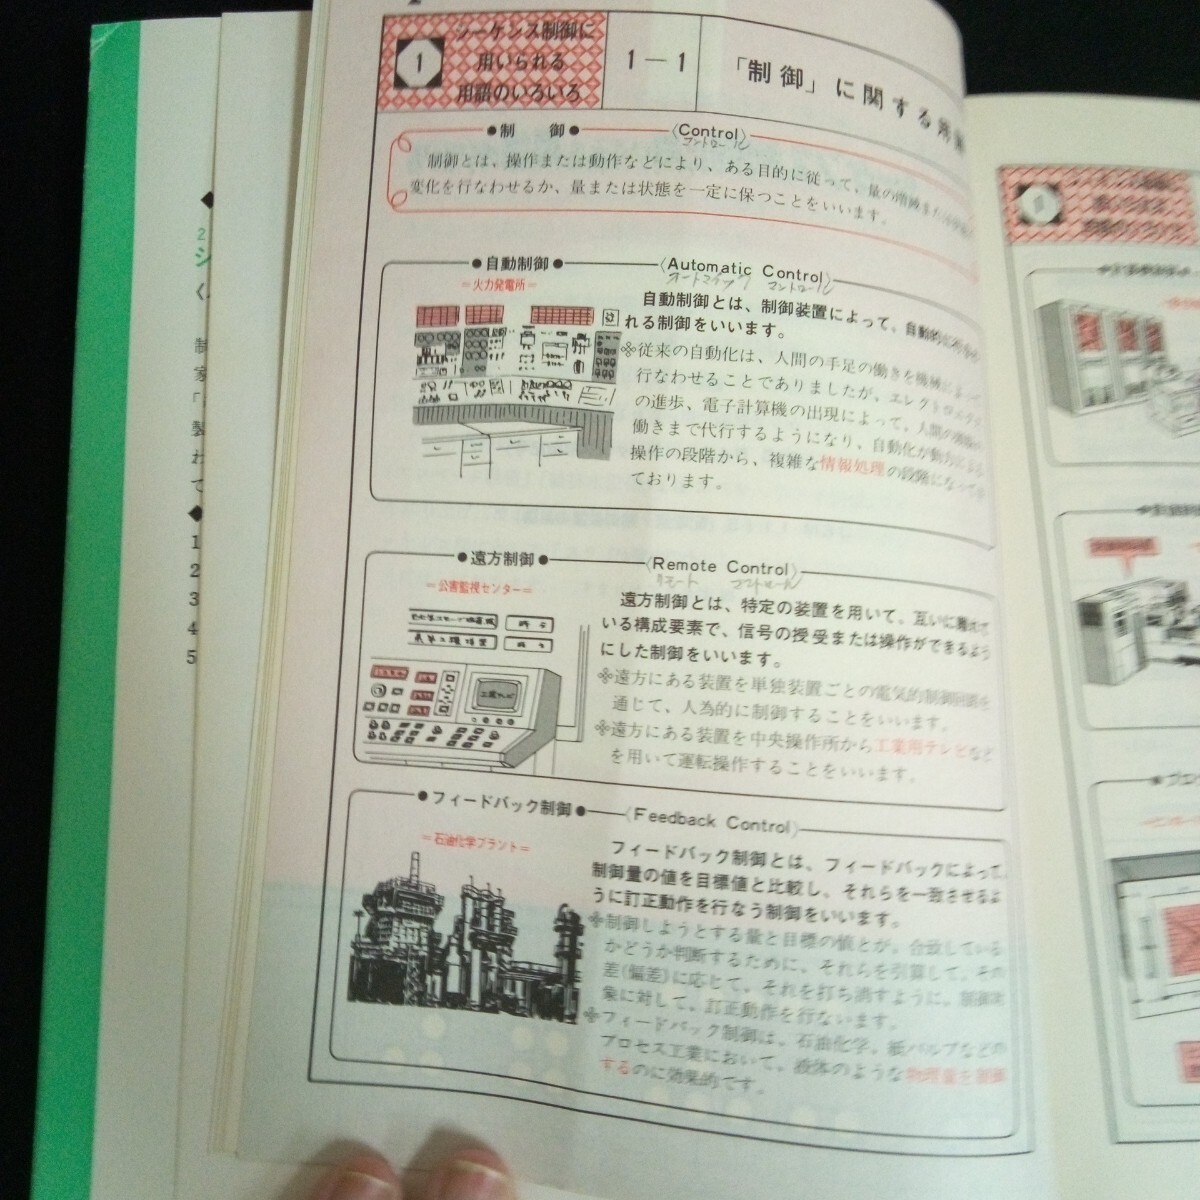 1
シーケンス制御に
用いられる
用語のいろいろ
1－1
「制御」に関する用語
●制 御● 〈Control〉
コントロール
制御とは、操作または動作などにより、ある目的に従って、量の増減または
変化を行なわせるか、量または状態を一定に保つことをいいます。
●自動制御● 〈Automatic Control〉
オートマチック コントロール
＝火力発電所＝
自動制御とは、制御装置によって、自動的に
れる制御をいいます。
※従来の自動化は、人間の手足の働きを機械によって
行なわせることでありましたが、エレクトロニクス
の進歩、電子計算機の出現によって、人間の頭脳の
働きまで代行するようになり、自動化が動力による
操作の段階から、複雑な情報処理の段階になってき
ております。
●遠方制御● 〈Remote Control〉
リモート コントロール
＝公害監視センター＝
工業テレビ
遠方制御とは、特定の装置を用いて、互いに離れて
いる構成要素で、信号の授受または操作ができるよう
にした制御をいいます。
※遠方にある装置を単独装置ごとの電気的制御回路を
通じて、人為的に制御することをいいます。
※遠方にある装置を中央操作所から工業用テレビなど
を用いて運転操作することをいいます。
●フィードバック制御● 〈Feedback Control〉
＝石油化学プラント＝
フィードバック制御とは、フィードバックによって、
制御量の値を目標値と比較し、それらを一致させるよ
うに訂正動作を行なう制御をいいます。
※制御しようとする量と目標の値とが、合致している
かどうか判断するために、それらを引算して、その
差(偏差)に応じて、それを打ち消すように、制御対
象に対して、訂正動作を行ないます。
※フィードバック制御は、石油化学、紙パルプなどの
プロセス工業において、液体のような物理量を制御
するのに効果的です。
◆
2
シ
く
制
家
「
製
わ
て
◆
1
2
3
4
5